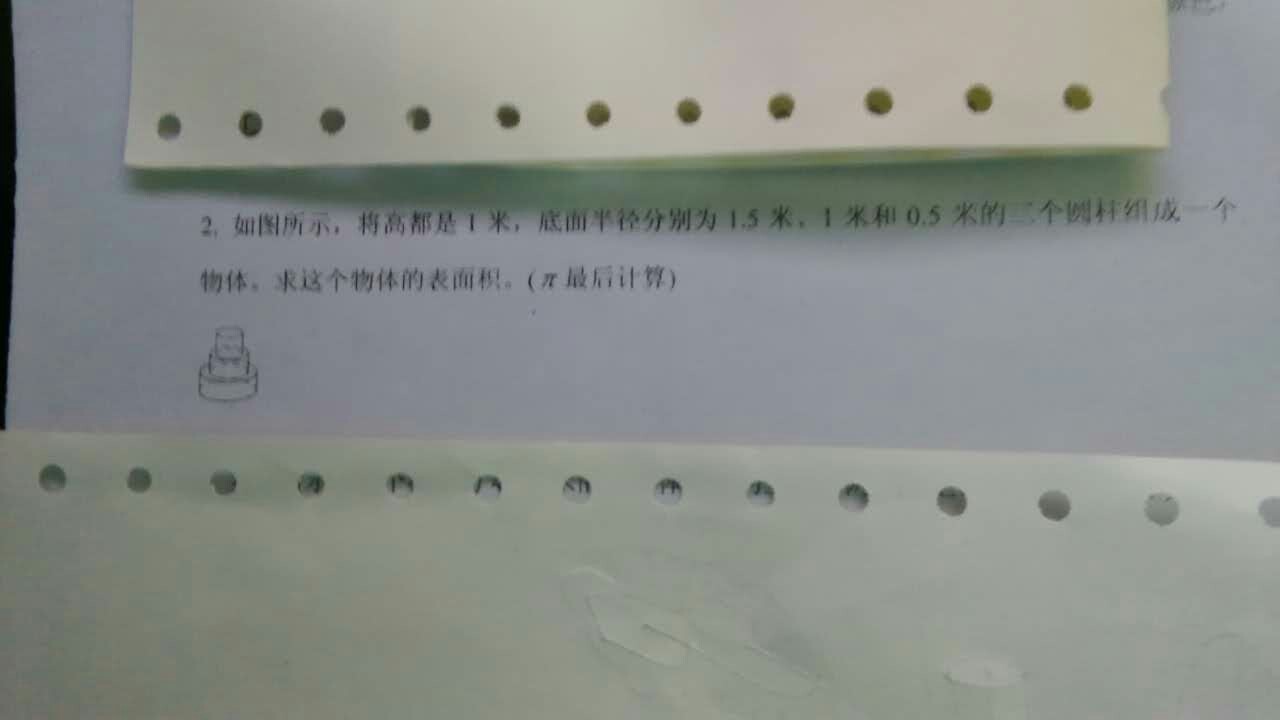 2. 如图所示，将高都是 1 米，底面半径分别为 1.5 米、1 米和 0.5 米的三个圆柱组成一个
物体。求这个物体的表面积。(π 最后计算)